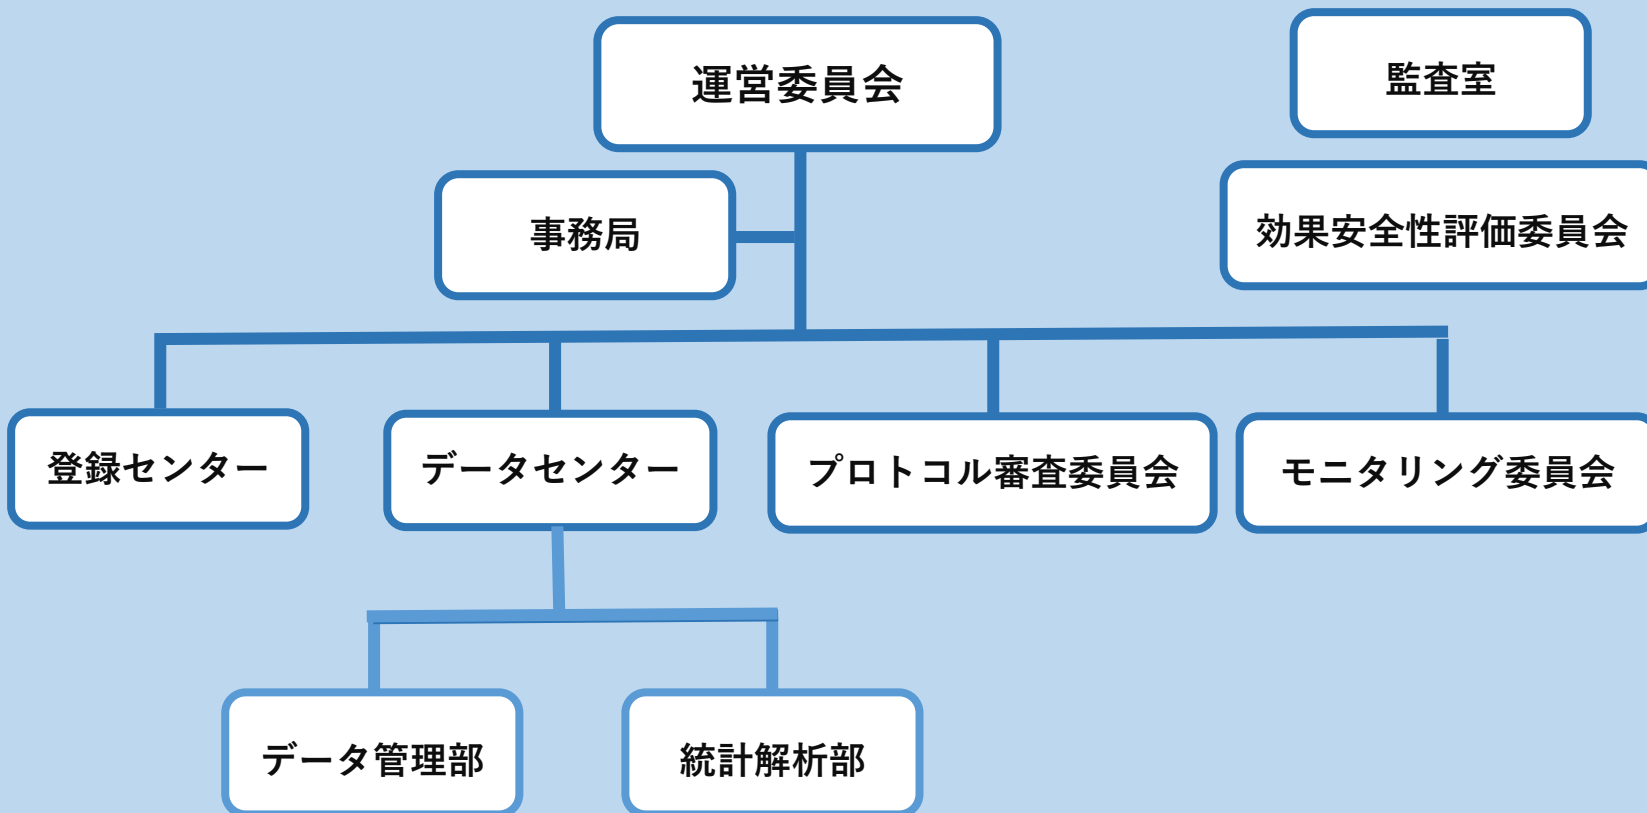 運営委員会
監査室
事務局
効果安全性評価委員会
登録センター
データセンター
プロトコル審査委員会
モニタリング委員会
データ管理部
統計解析部